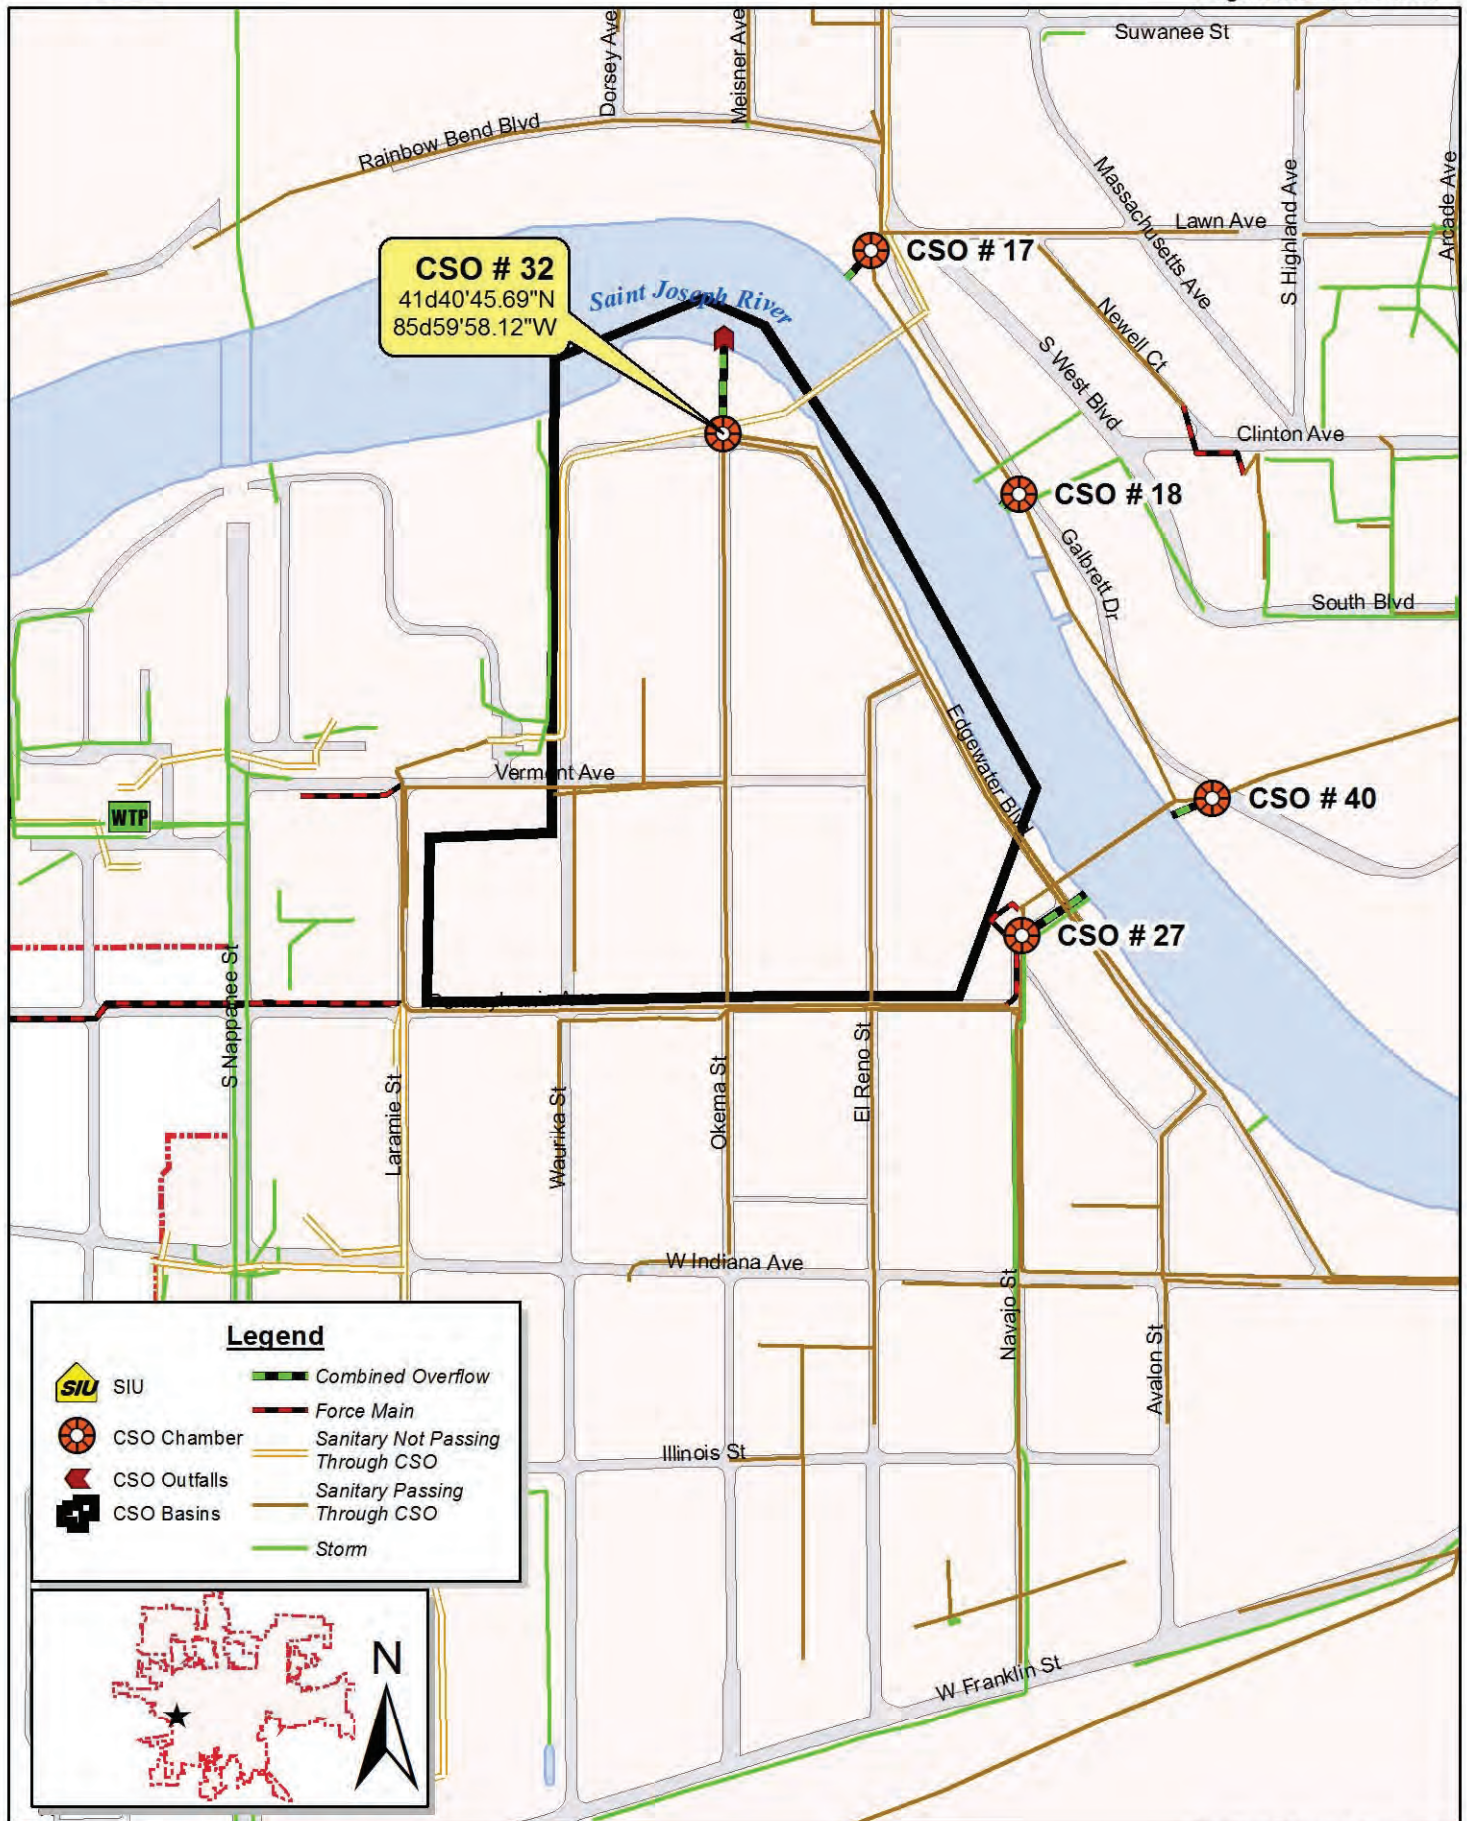 Suwanee St
Dorsey Ave
Meisner Ave
Rainbow Bend Blvd
Massachusetts Ave
S Highland Ave
Arcade Ave
Lawn Ave
CSO # 17
CSO # 32
41d40'45.69"N
85d59'58.12"W
Saint Joseph River
Newell Ct
S West Blvd
Clinton Ave
CSO # 18
Galbrett Dr
South Blvd
Edgewater Blvd
Vermont Ave
CSO # 40
WTP
CSO # 27
S Nappanee St
Laramie St
Waurika St
Okema St
El Reno St
W Indiana Ave
Navajo St
Avalon St
Illinois St
W Franklin St
Legend
SIU
SIU
CSO Chamber
CSO Outfalls
CSO Basins
Combined Overflow
Force Main
Sanitary Not Passing
Through CSO
Sanitary Passing
Through CSO
Storm
N